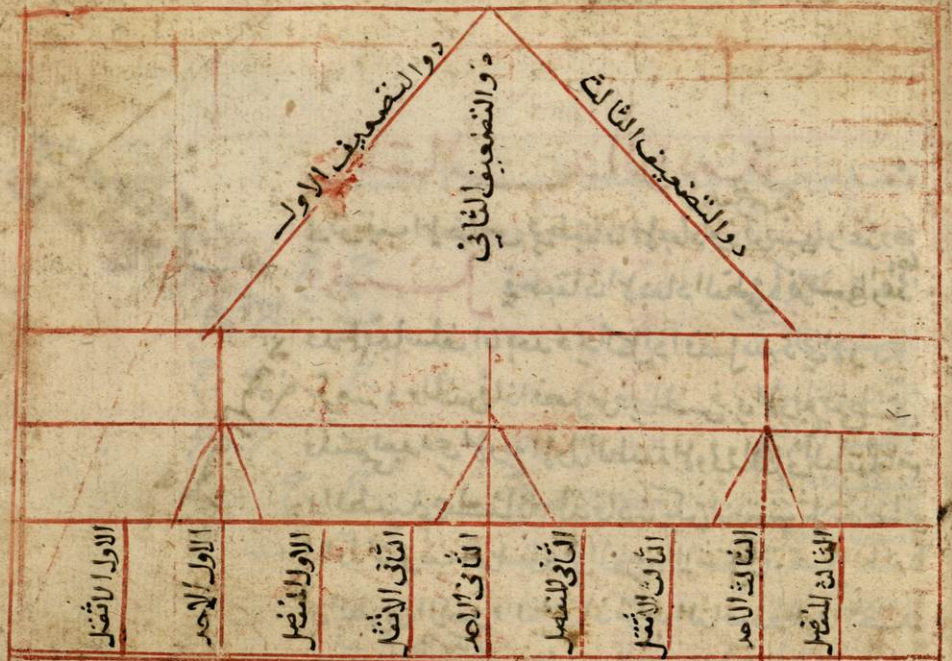 ذو التضعيف الثالث
ذو التضعيف الثاني
ذو التضعيف الاول
الثالث المنفصل
الثالث الاحد
الثالث الاثقل
الثاني المنفصل
الثاني الاحد
الثاني الاثقل
الاول المنفصل
الاول الاحد
الاول الاثقل